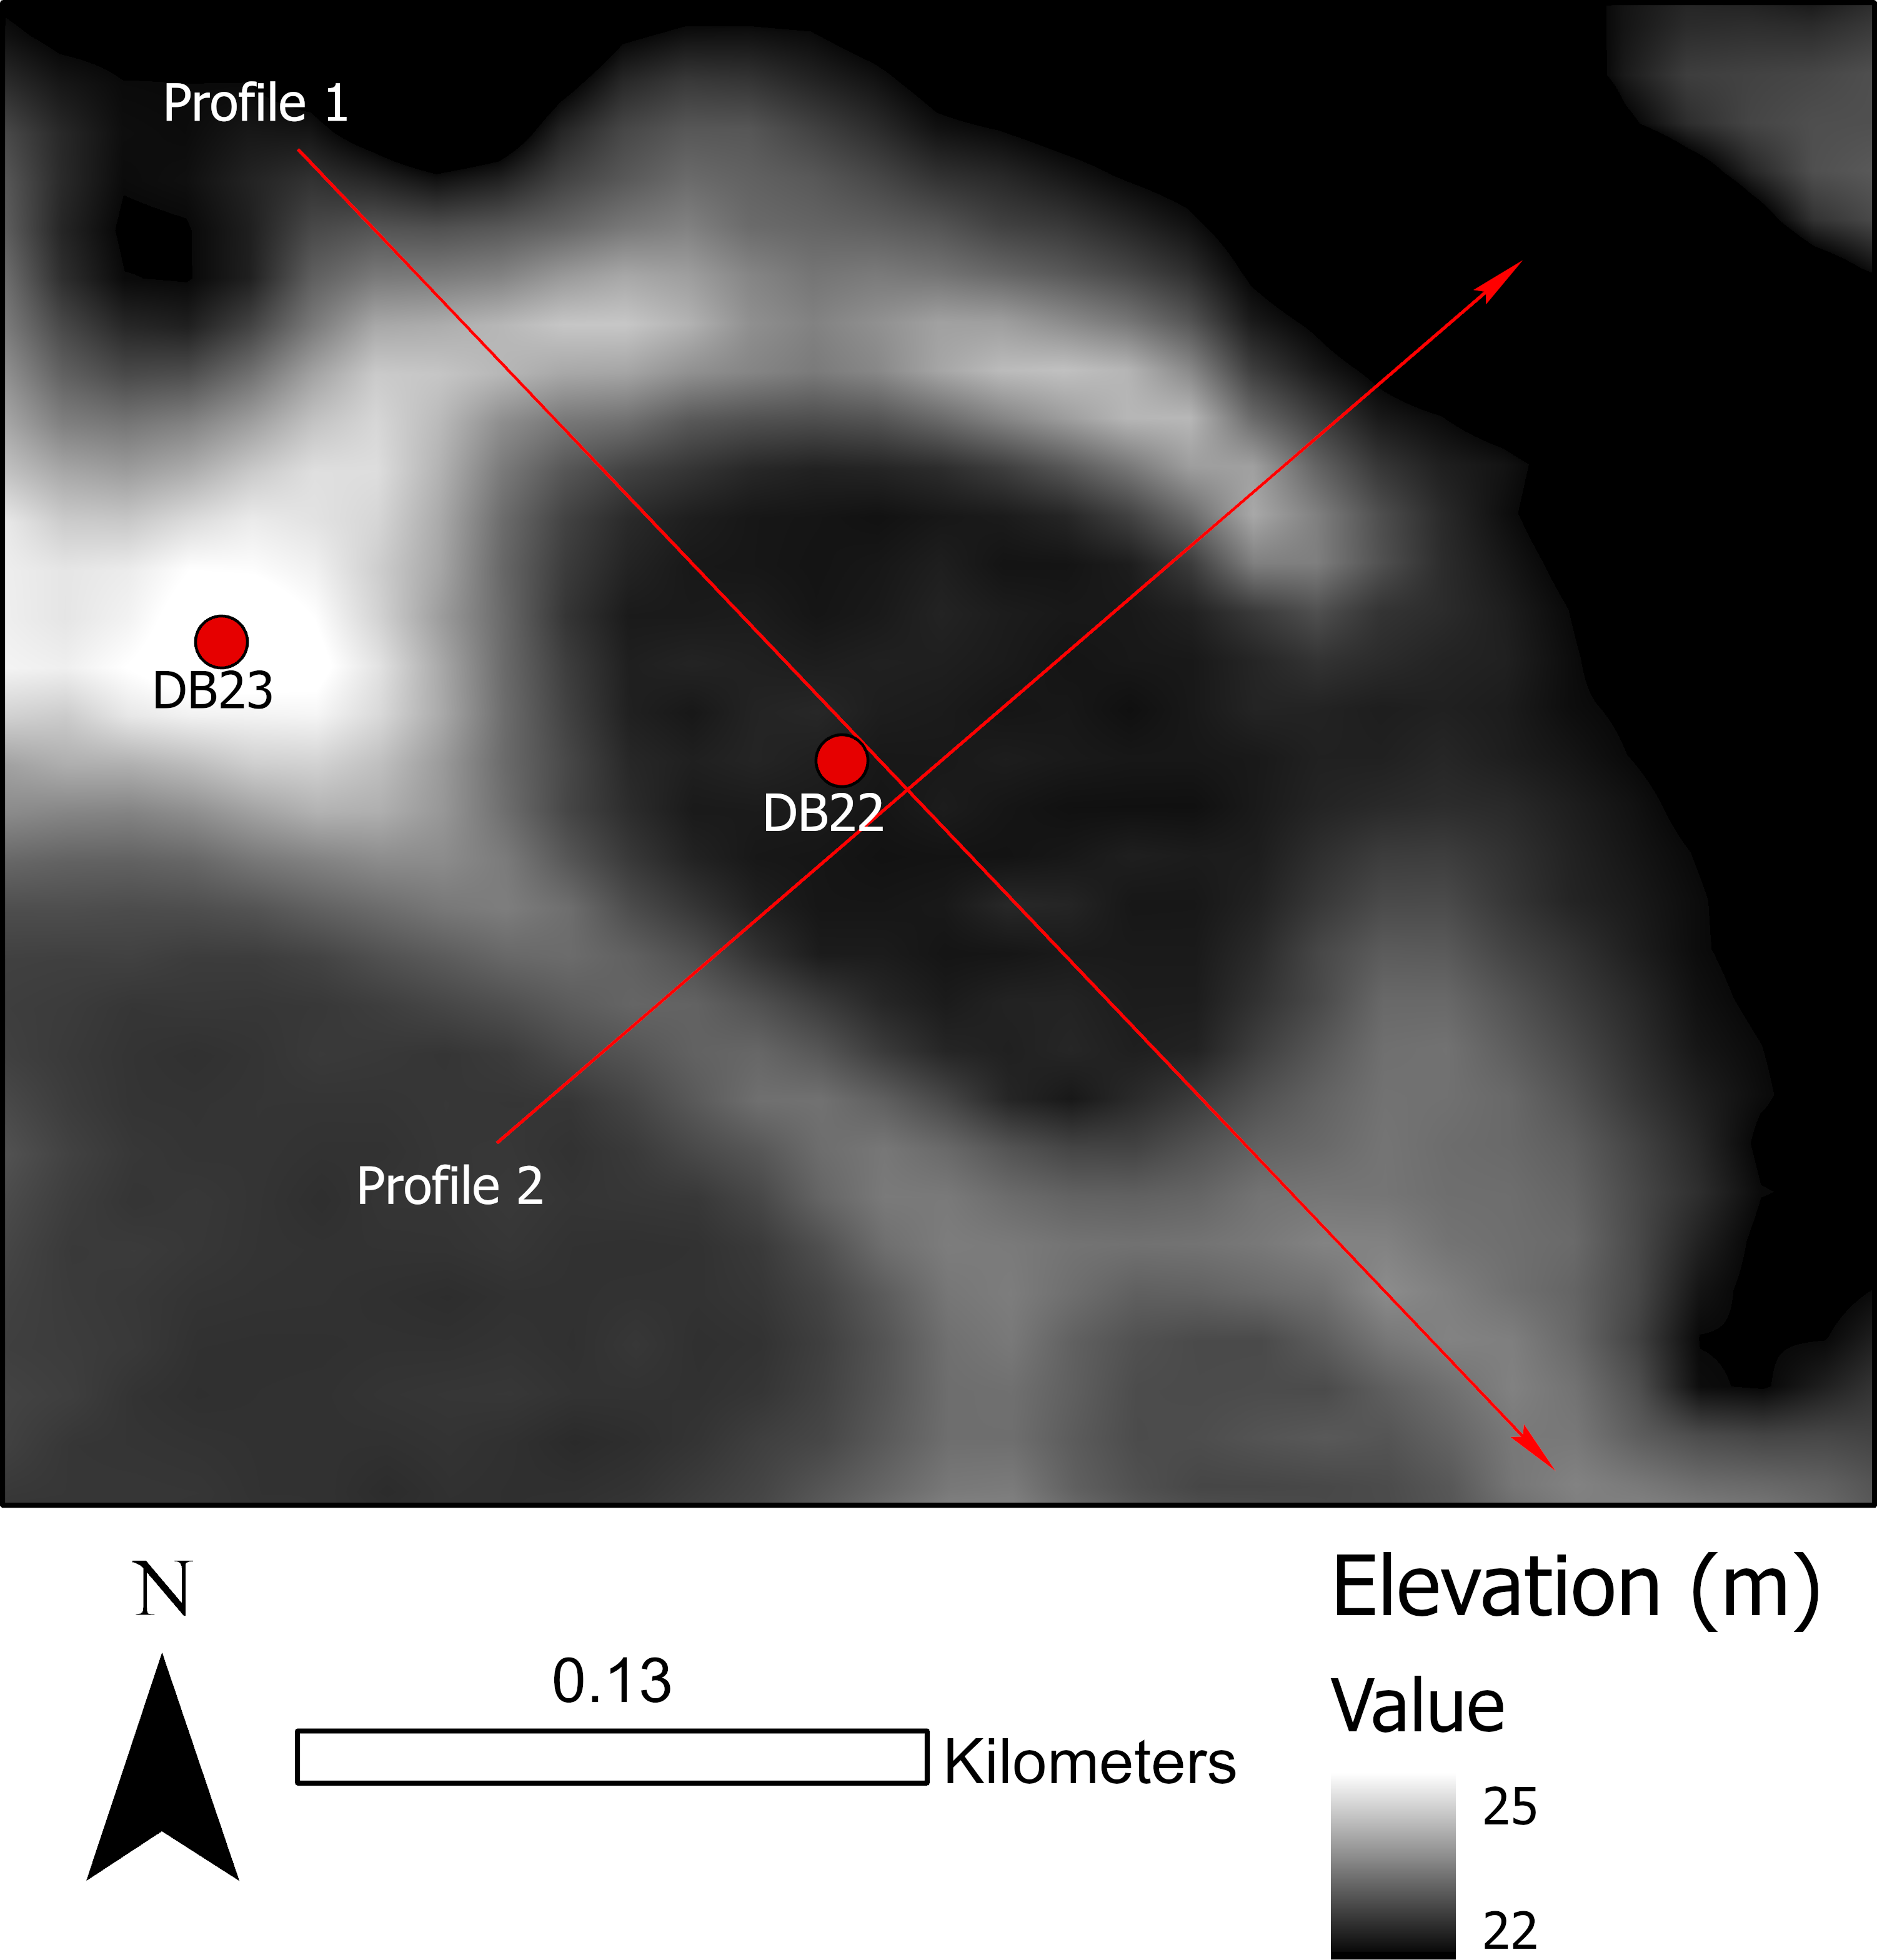 Profile 1
DB23
DB22
Profile 2
N
0.13
Kilometers
Elevation (m)
Value
25
22